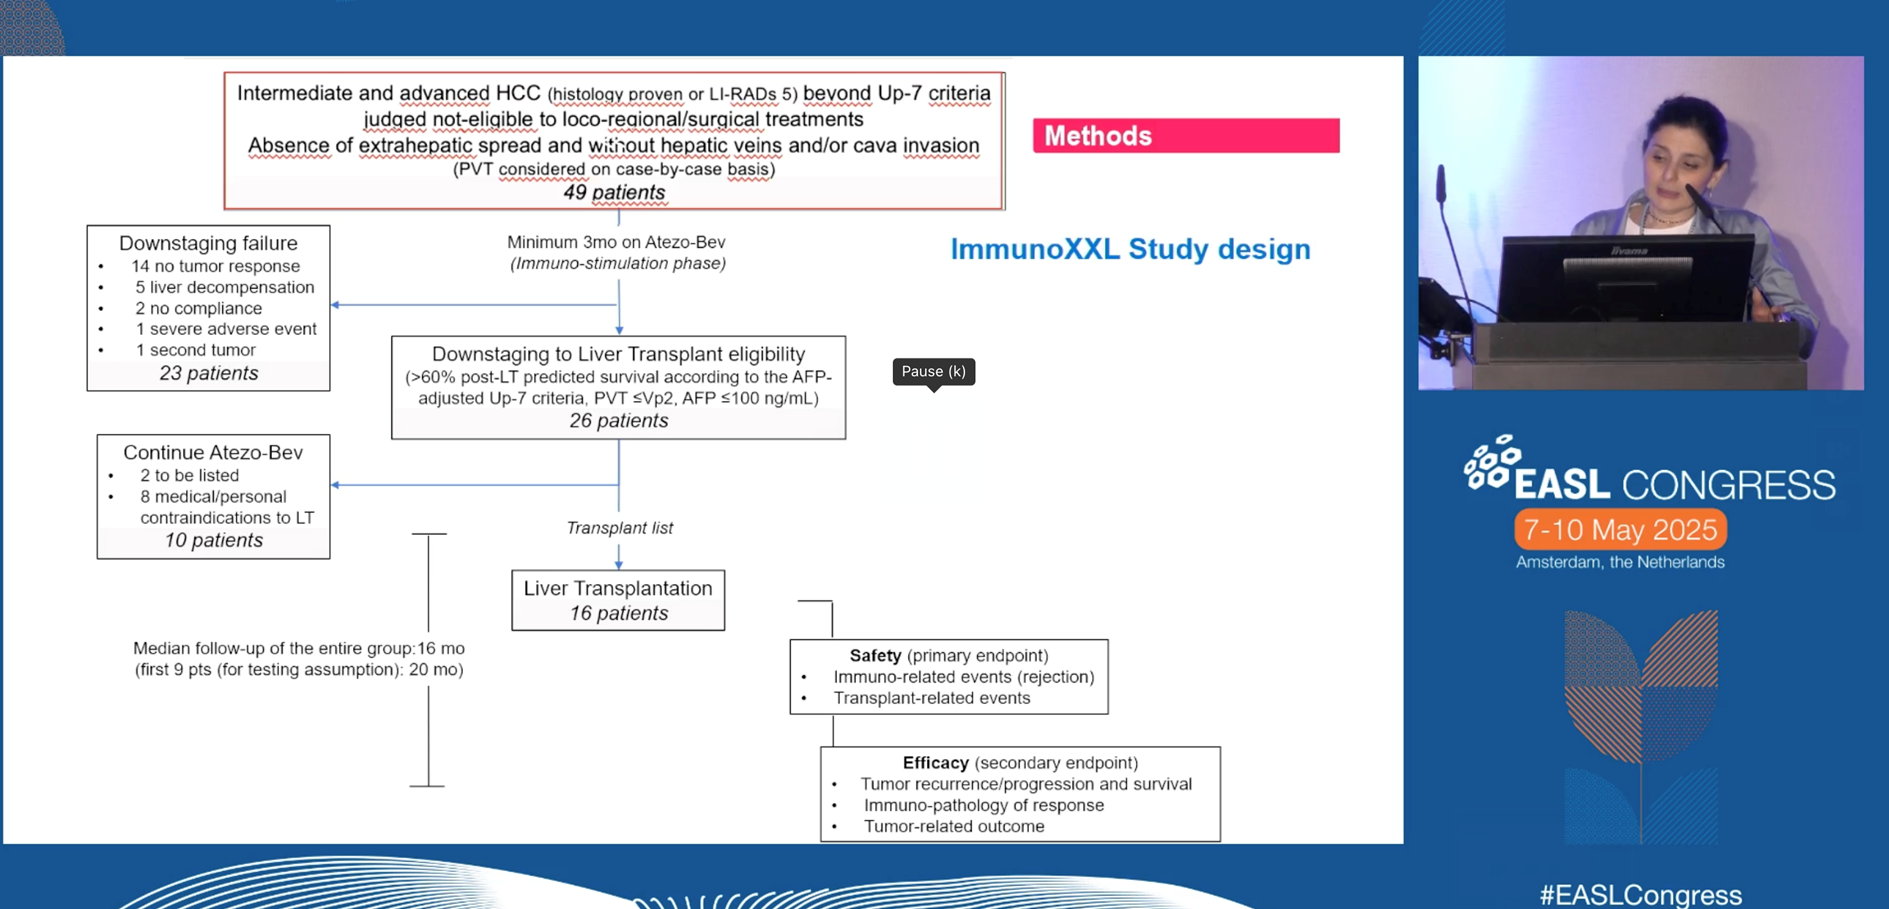 Intermediate and advanced HCC (histology proven or LI-RADs 5) beyond Up-7 criteria
judged not-eligible to loco-regional/surgical treatments
Absence of extrahepatic spread and without hepatic veins and/or cava invasion
(PVT considered on case-by-case basis)
49 patients
Methods
ImmunoXXL Study design
Minimum 3mo on Atezo-Bev
(Immuno-stimulation phase)
Downstaging failure
• 14 no tumor response
• 5 liver decompensation
• 2 no compliance
• 1 severe adverse event
• 1 second tumor
23 patients
Downstaging to Liver Transplant eligibility
(>60% post-LT predicted survival according to the AFP-
adjusted Up-7 criteria, PVT ≤Vp2, AFP ≤100 ng/mL)
26 patients
Pause (k)
Continue Atezo-Bev
• 2 to be listed
• 8 medical/personal
contraindications to LT
10 patients
Transplant list
Liver Transplantation
16 patients
Median follow-up of the entire group:16 mo
(first 9 pts (for testing assumption): 20 mo)
Safety (primary endpoint)
• Immuno-related events (rejection)
• Transplant-related events
Efficacy (secondary endpoint)
• Tumor recurrence/progression and survival
• Immuno-pathology of response
• Tumor-related outcome
iiyama
EASL CONGRESS
7-10 May 2025
Amsterdam, the Netherlands
#EASLCongress